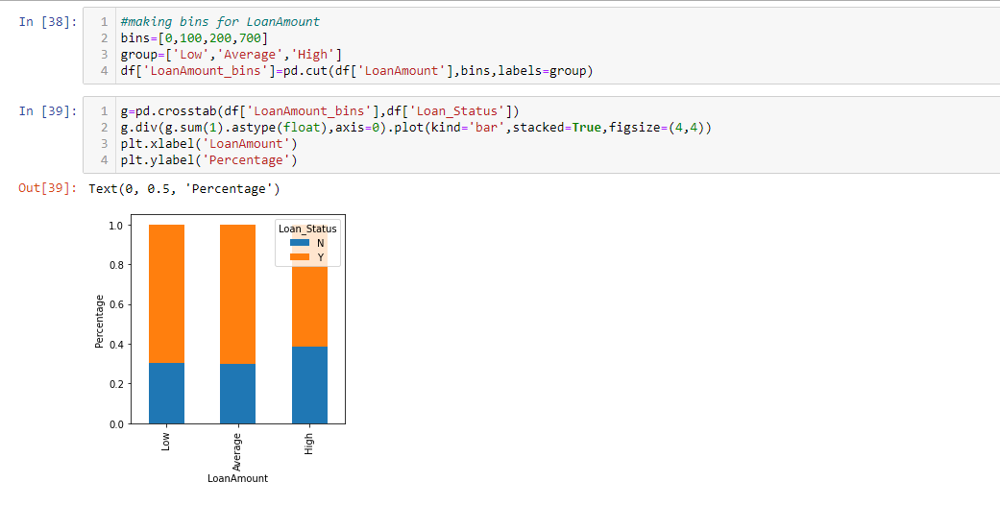 In [38]:
1 #making bins for LoanAmount
2 bins=[0,100,200,700]
3 group=['Low','Average','High']
4 df['LoanAmount_bins']=pd.cut(df['LoanAmount'],bins,labels=group)
In [39]:
1 g=pd.crosstab(df['LoanAmount_bins'],df['Loan_Status'])
2 g.div(g.sum(1).astype(float),axis=0).plot(kind='bar',stacked=True,figsize=(4,4))
3 plt.xlabel('LoanAmount')
4 plt.ylabel('Percentage')
Out[39]: Text(0, 0.5, 'Percentage')
Loan_Status
N
Y
1.0
0.8
0.6
0.4
0.2
0.0
Percentage
Low
Average
High
LoanAmount